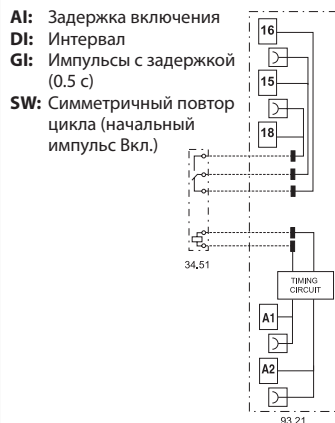 AI: Задержка включения
DI: Интервал
GI: Импульсы с задержкой
(0.5 с)
SW: Симметричный повтор
цикла (начальный
импульс Вкл.)
16
15
18
34.51
TIMING
CIRCUIT
A1
A2
93.21